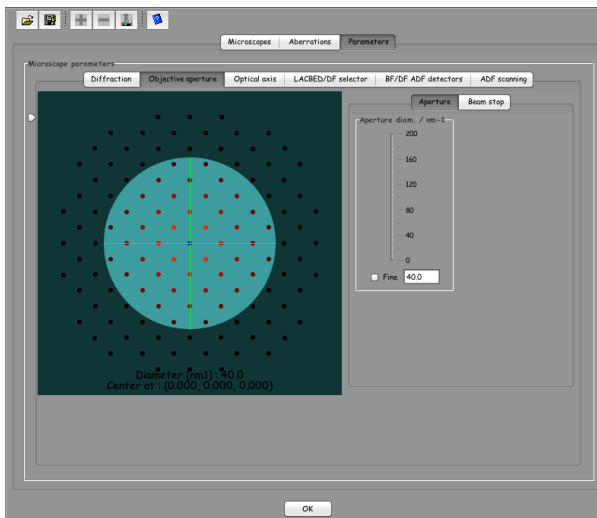 Microscopes Aberrations Parameters
Microscope parameters
Diffraction Objective aperture Optical axis LACBED/DF selector BF/DF ADF detectors ADF scanning
Aperture Beam stop
Aperture diam. / nm-1
200
160
120
80
40
0
Fine 40.0
Diameter [nm1] : 40.0
Center at : (0.000, 0.000, 0.000)
OK